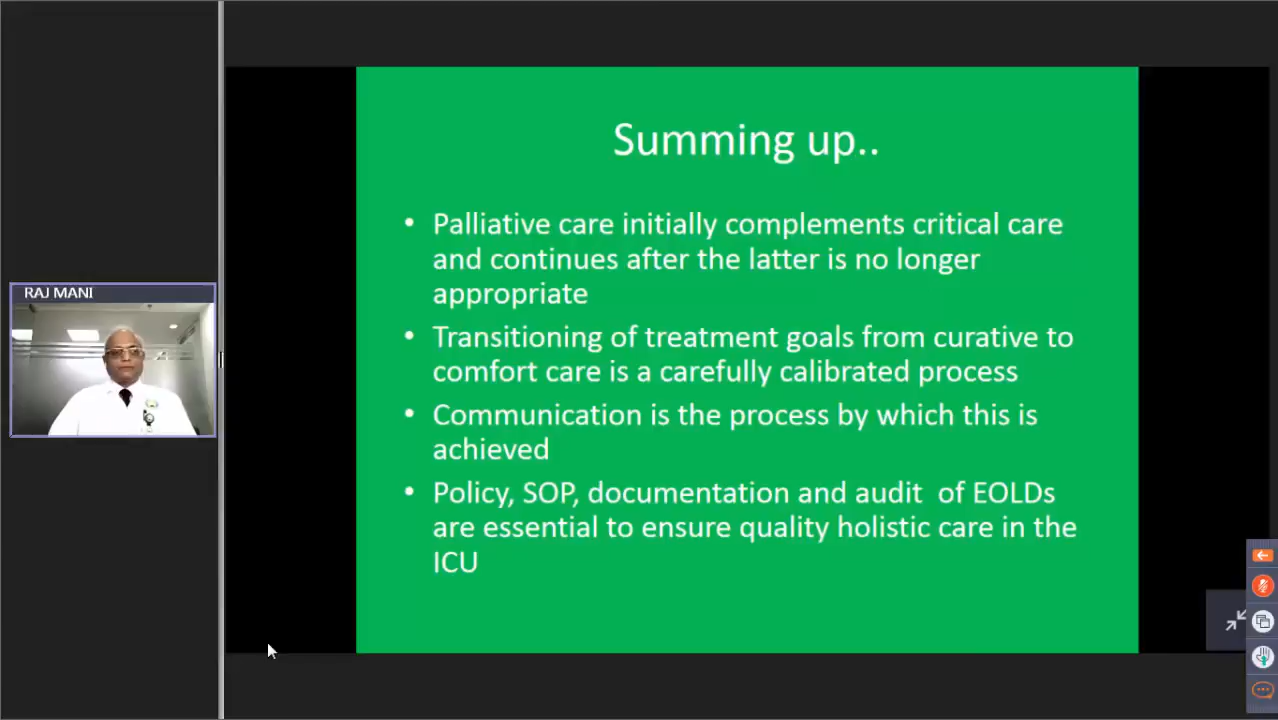 RAJ MANI
Summing up..
• Palliative care initially complements critical care
and continues after the latter is no longer
appropriate
• Transitioning of treatment goals from curative to
comfort care is a carefully calibrated process
• Communication is the process by which this is
achieved
• Policy, SOP, documentation and audit  of EOLDs
are essential to ensure quality holistic care in the
ICU